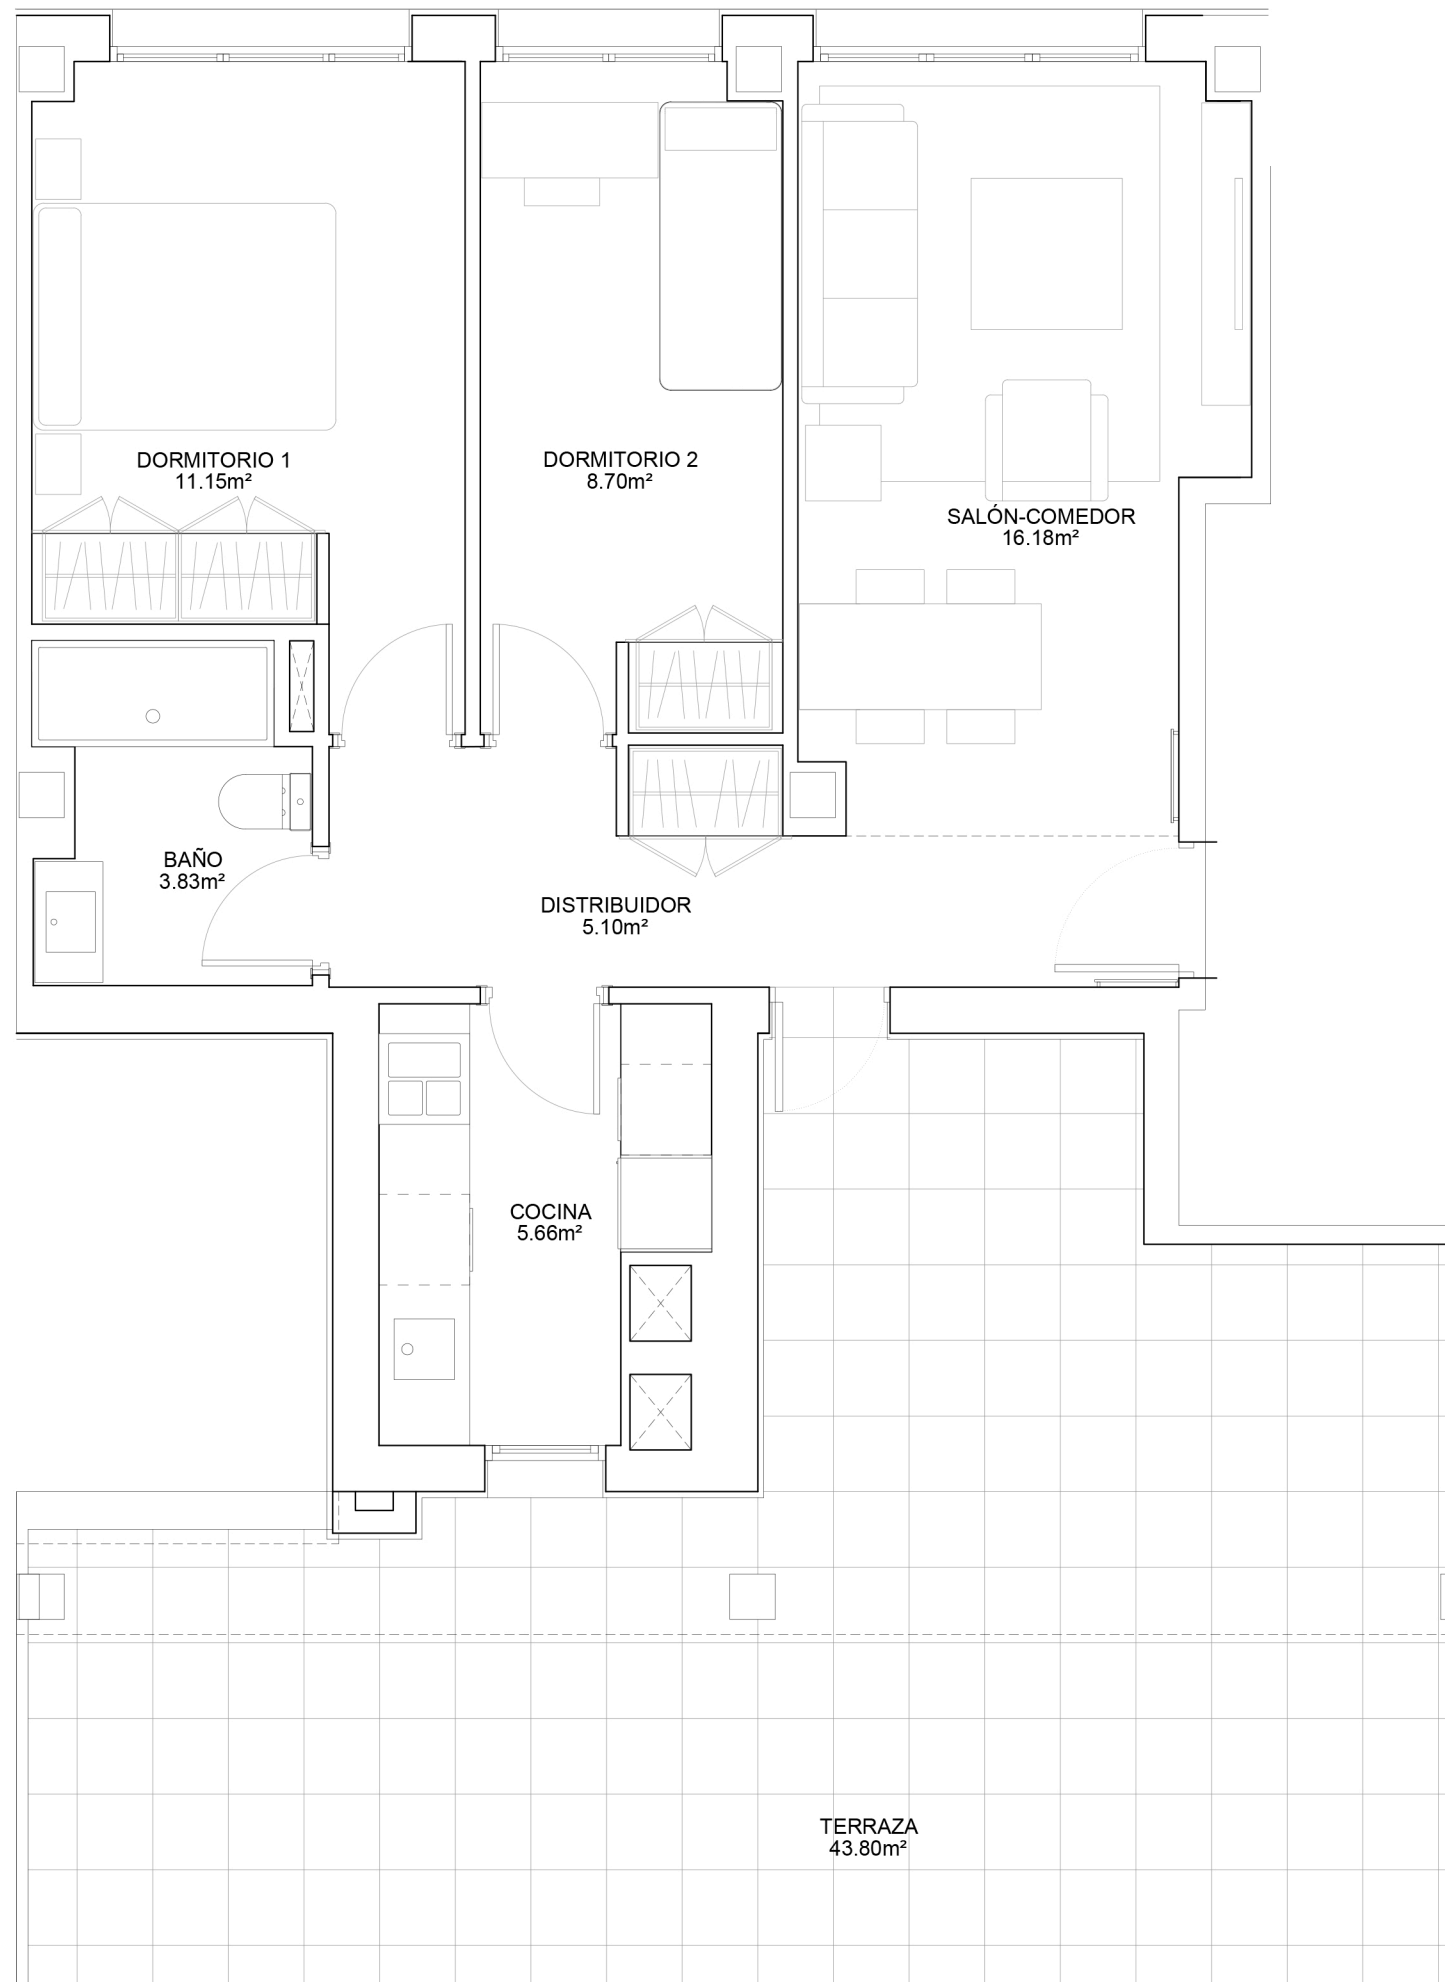 DORMITORIO 1
11.15m²
DORMITORIO 2
8.70m²
SALÓN-COMEDOR
16.18m²
BAÑO
3.83m²
DISTRIBUIDOR
5.10m²
COCINA
5.66m²
TERRAZA
43.80m²